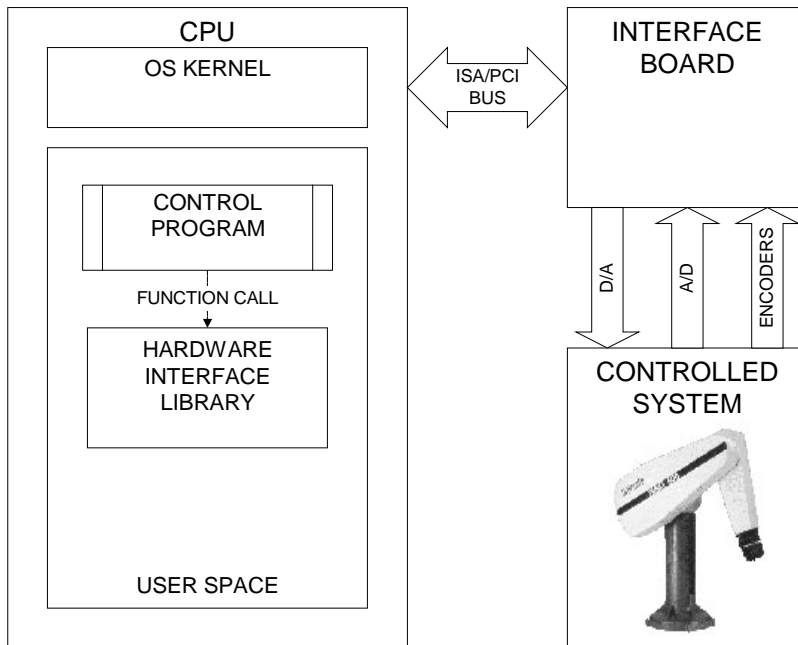 CPU
OS KERNEL
CONTROL
PROGRAM
FUNCTION CALL
HARDWARE
INTERFACE
LIBRARY
USER SPACE
ISA/PCI
BUS
INTERFACE
BOARD
D/A
A/D
ENCODERS
CONTROLLED
SYSTEM